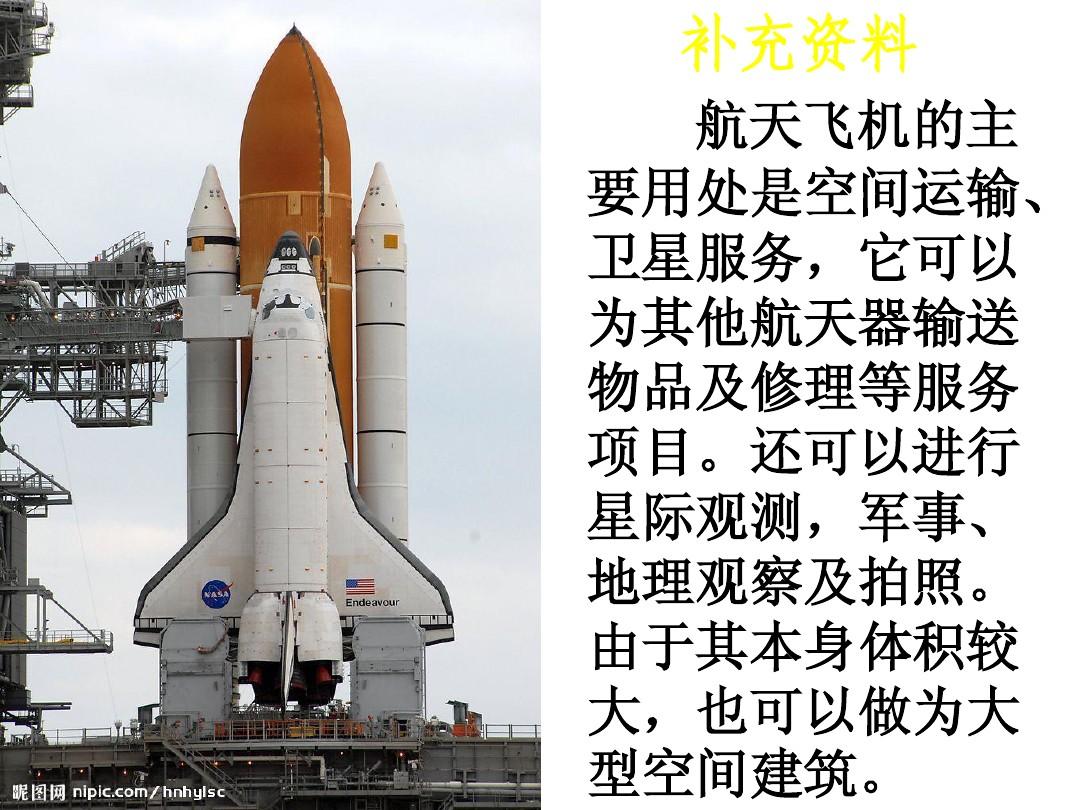 补充资料
航天飞机的主
要用处是空间运输、
卫星服务，它可以
为其他航天器输送
物品及修理等服务
项目。还可以进行
星际观测，军事、
地理观察及拍照。
由于其本身体积较
大，也可以做为大
型空间建筑。
NASA
Endeavour
昵图网 nipic.com/hnhylsc